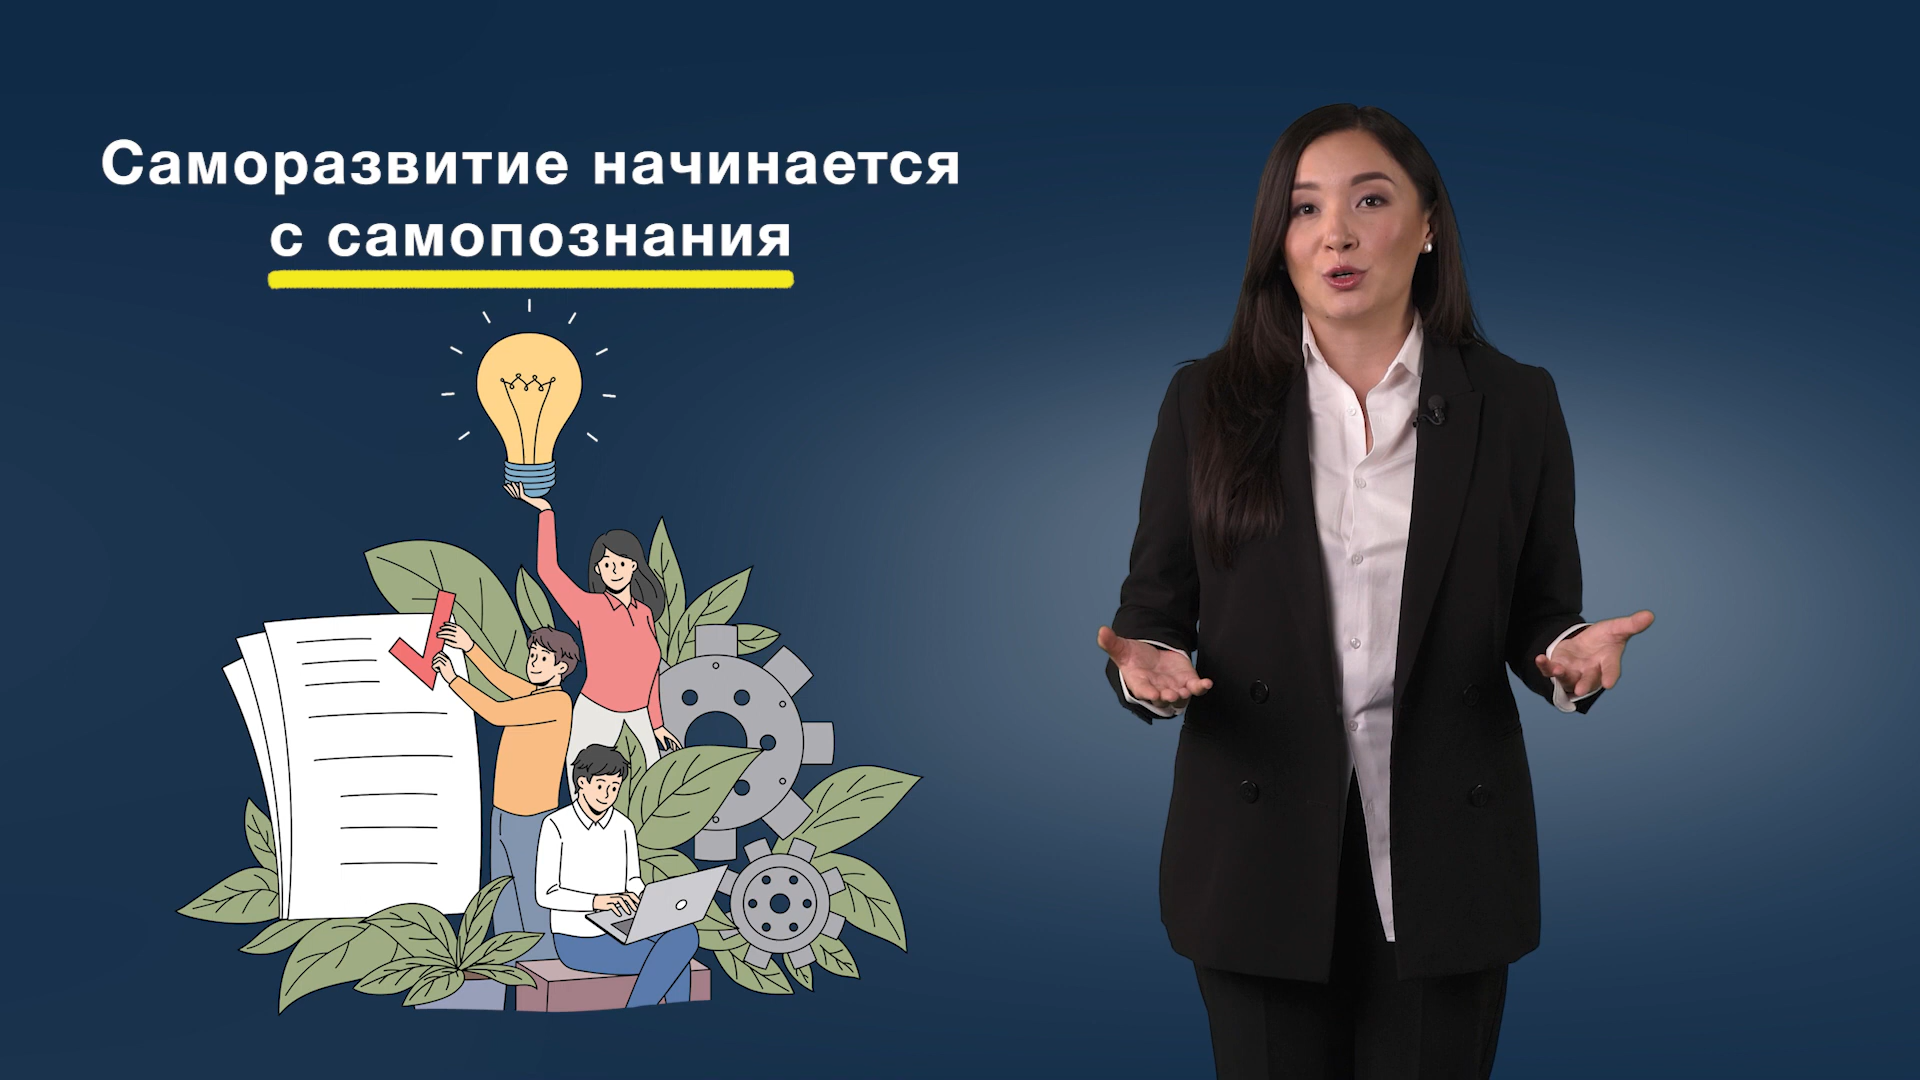 Саморазвитие начинается
с самопознания